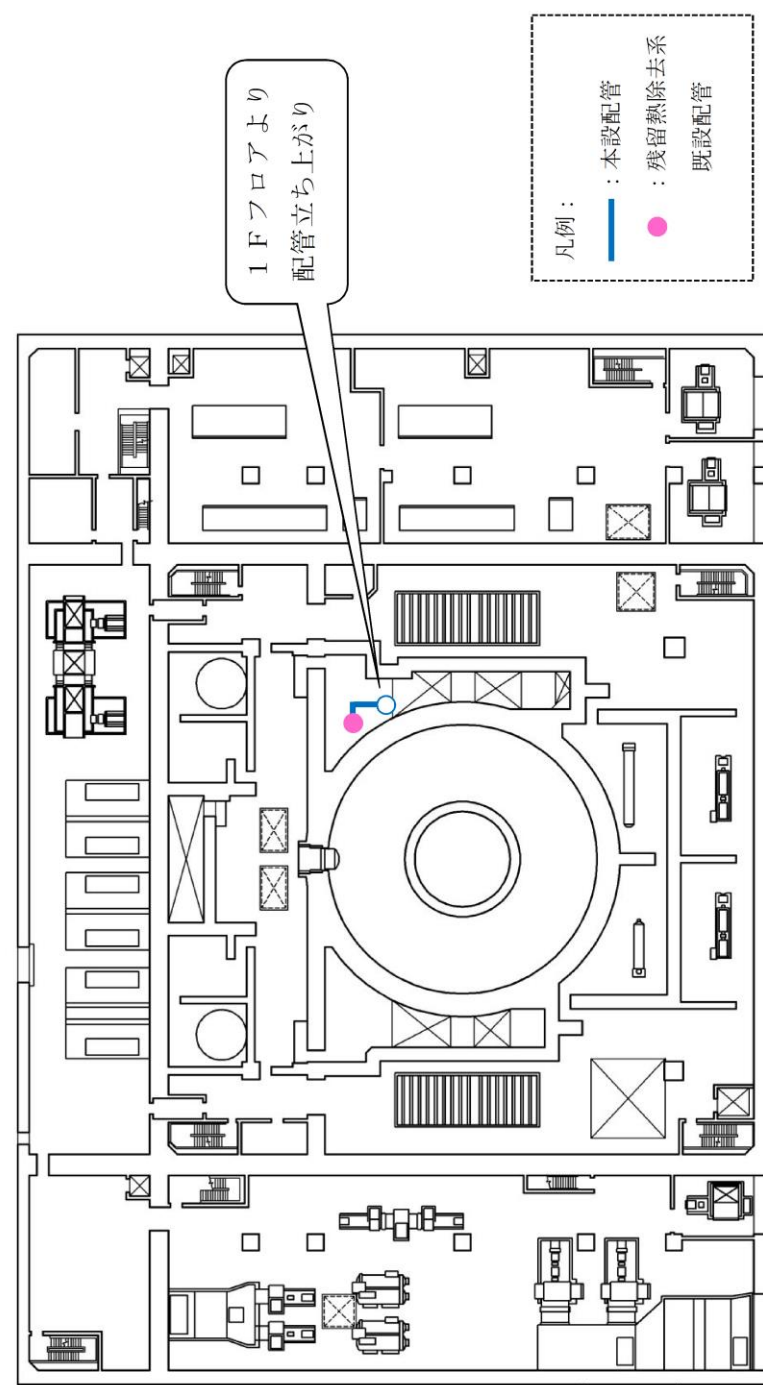 １Ｆフロアより
配管立ち上がり
凡例：
：本設配管
：残留熱除去系
既設配管